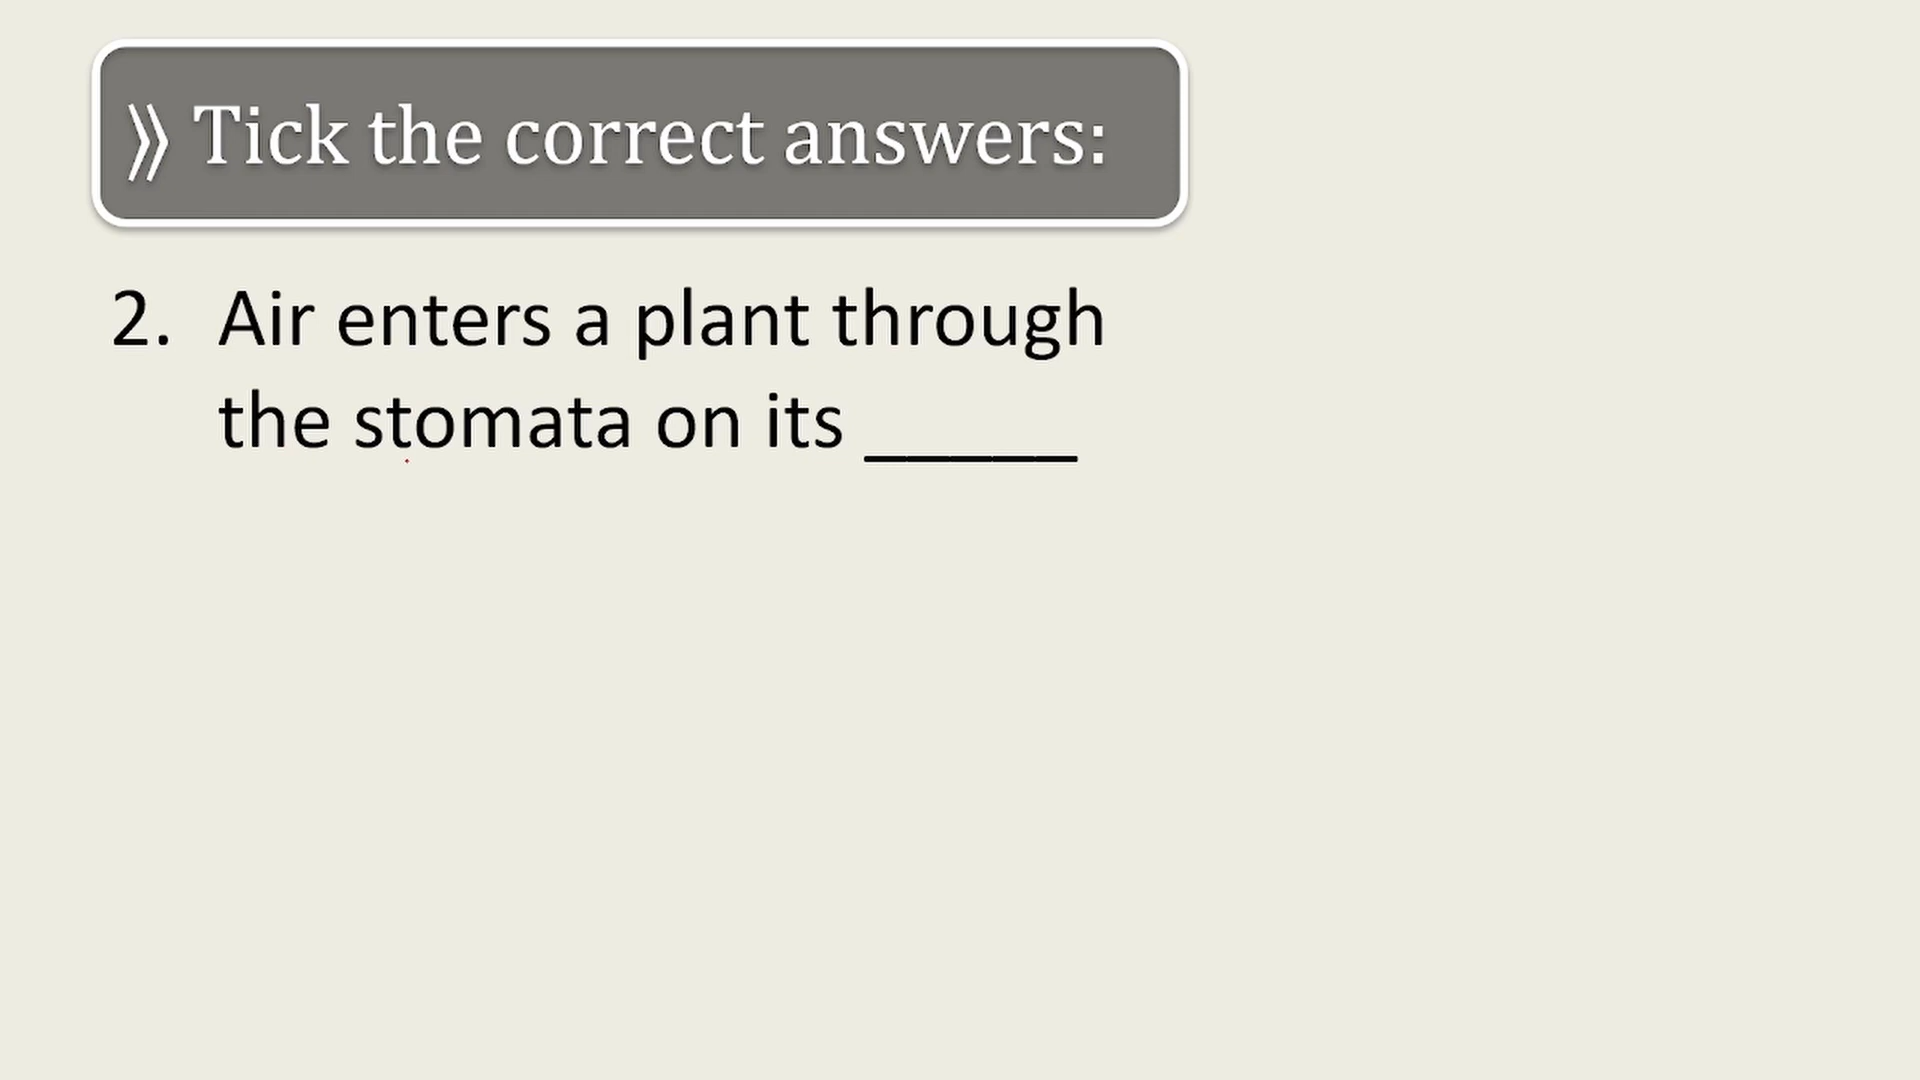 ⟫ Tick the correct answers:
2. Air enters a plant through
the stomata on its _____